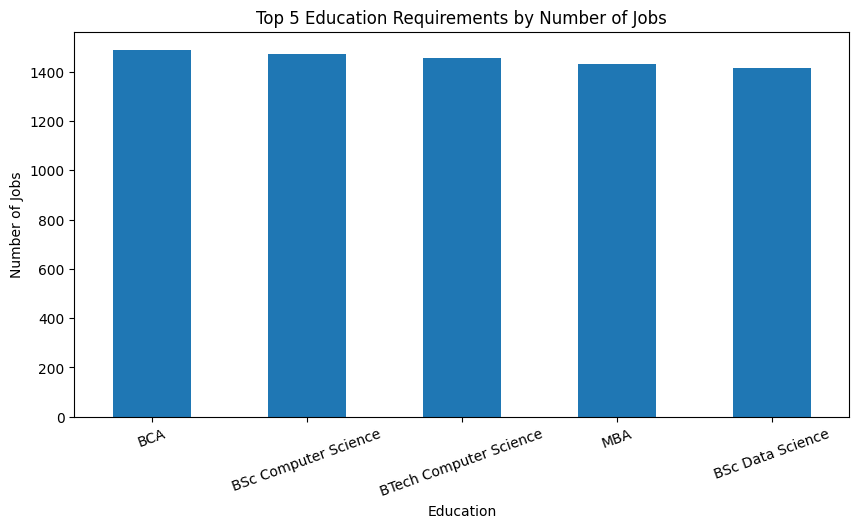 Top 5 Education Requirements by Number of Jobs
Number of Jobs
1400
1200
1000
800
600
400
200
0
BCA
BSc Computer Science
BTech Computer Science
MBA
BSc Data Science
Education